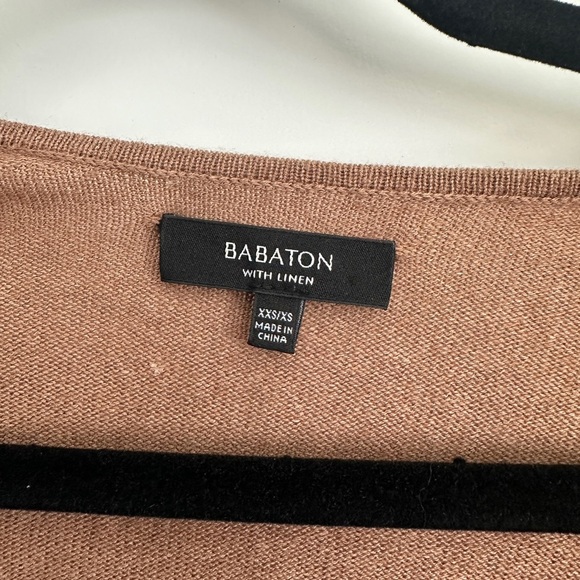 BABATON
WITH LINEN
XXS/XS
MADE IN
CHINA